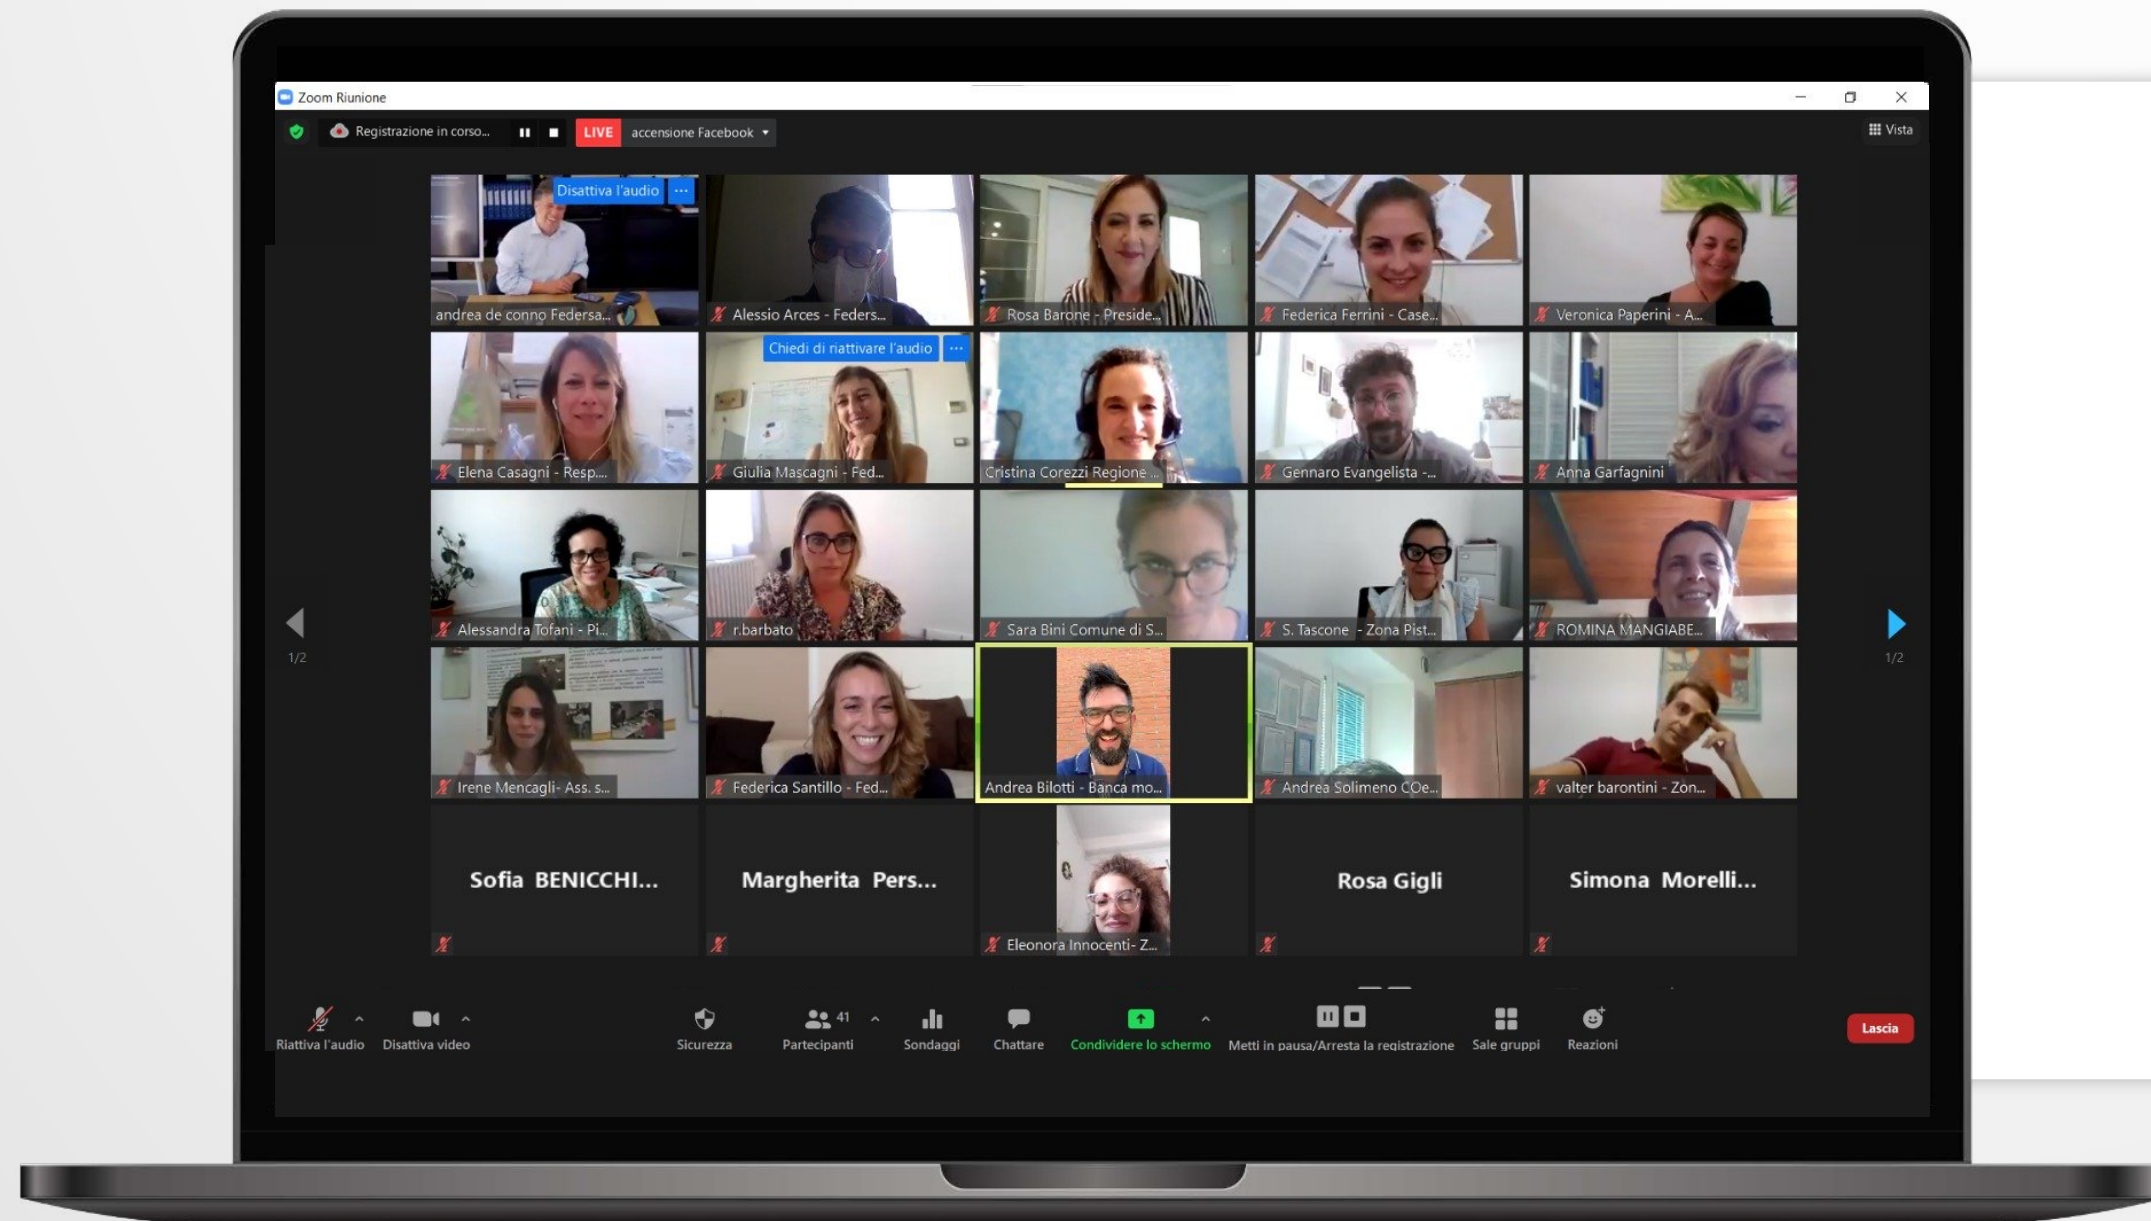 Zoom Riunione
Registrazione in corso...
LIVE
accensione Facebook
Vista
Disattiva l'audio
...
andrea de conno Federsa...
Alessio Arces - Feders...
Rosa Barone - Preside...
Federica Ferrini - Case...
Veronica Paperini - A...
Chiedi di riattivare l'audio
...
Elena Casagni - Resp....
Giulia Mascagni - Fed...
Cristina Corezzi Regione ...
Gennaro Evangelista -...
Anna Garfagnini
Alessandra Tofani - Pi...
r.barbato
Sara Bini Comune di S...
S. Tascone - Zona Pist...
ROMINA MANGIABE...
1/2
1/2
Irene Mencagli- Ass. s...
Federica Santillo - Fed...
Andrea Bilotti - Banca mo...
Andrea Solimeno COe...
valter barontini - Zon...
Sofia BENICCHI...
Margherita Pers...
Eleonora Innocenti- Z...
Rosa Gigli
Simona Morelli...
Riattiva l'audio
Disattiva video
Sicurezza
41
Partecipanti
Sondaggi
Chattare
Condividere lo schermo
Metti in pausa/Arresta la registrazione
Sale gruppi
Reazioni
Lascia